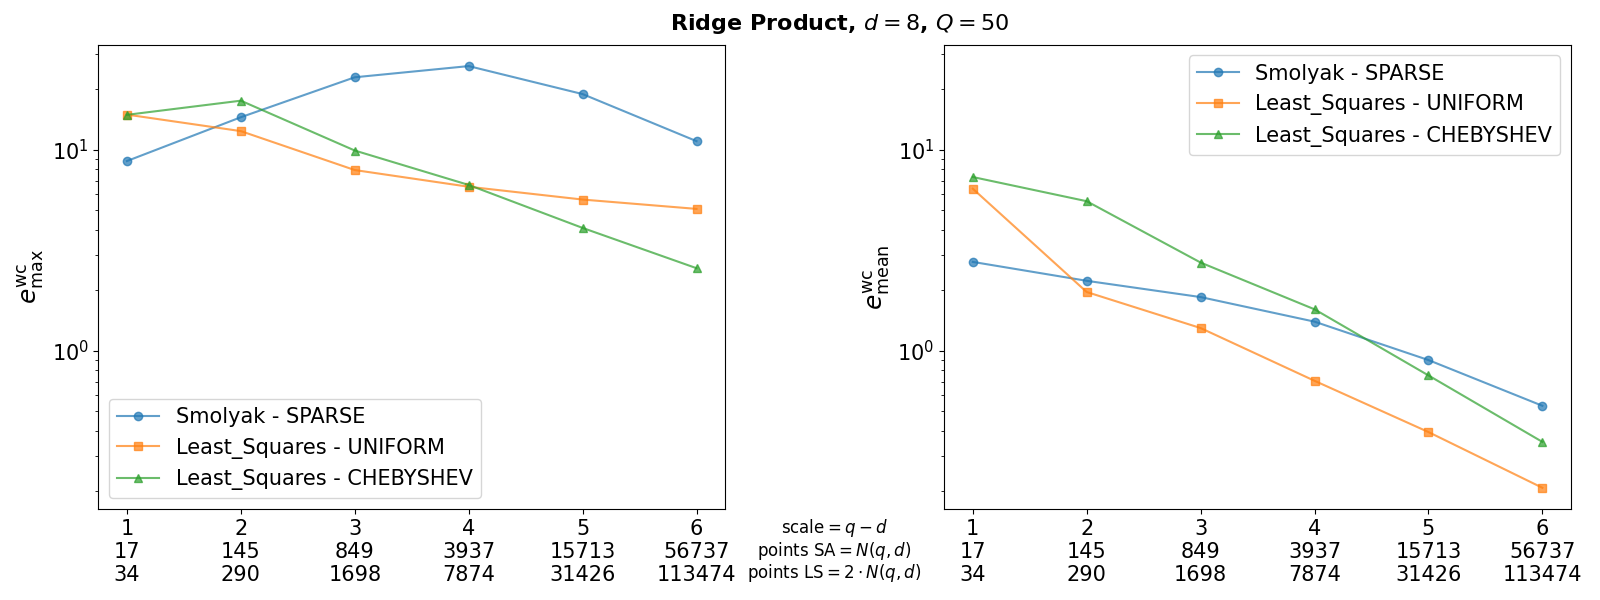 Ridge Product, d = 8, Q = 50
10¹
10⁰
e^wc_max
Smolyak - SPARSE
Least_Squares - UNIFORM
Least_Squares - CHEBYSHEV
1 2 3 4 5 6
17 145 849 3937 15713 56737
34 290 1698 7874 31426 113474
scale = q − d
points SA = N(q, d)
points LS = 2 · N(q, d)
10¹
10⁰
e^wc_mean
Smolyak - SPARSE
Least_Squares - UNIFORM
Least_Squares - CHEBYSHEV
1 2 3 4 5 6
17 145 849 3937 15713 56737
34 290 1698 7874 31426 113474